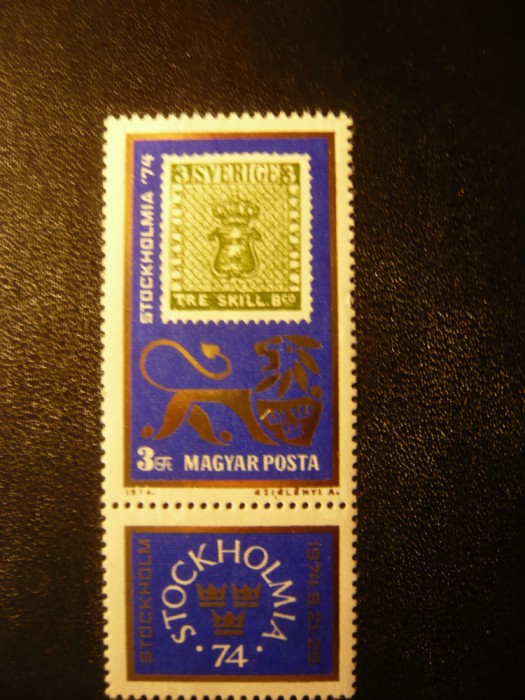 STOCKHOLMIA '74
3 SVERIGE 3
TRE SKILL. Bco
3 Ft MAGYAR POSTA
1974.
STOCKHOLM
STOCKHOLMIA
· 74 ·